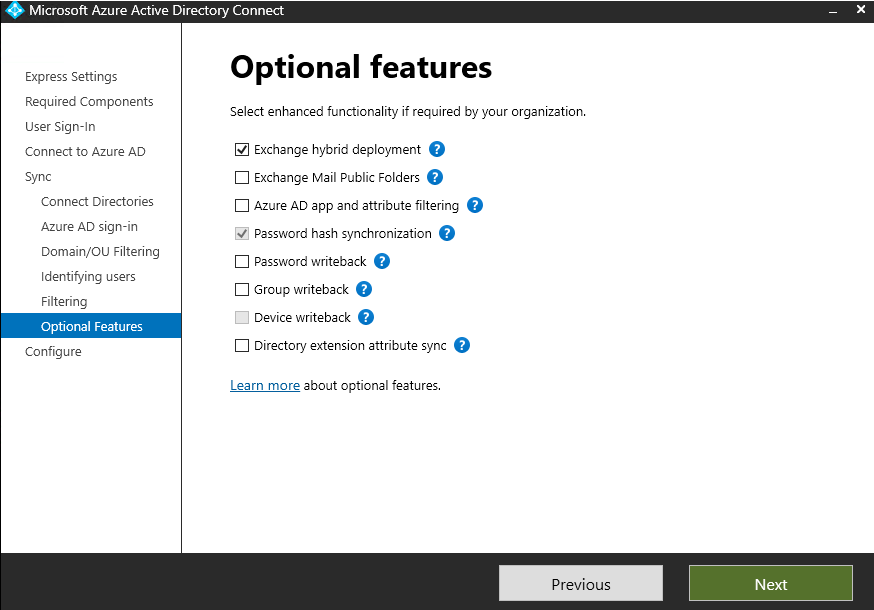 Microsoft Azure Active Directory Connect
Express Settings
Required Components
User Sign-In
Connect to Azure AD
Sync
Connect Directories
Azure AD sign-in
Domain/OU Filtering
Identifying users
Filtering
Optional Features
Configure
Optional features
Select enhanced functionality if required by your organization.
Exchange hybrid deployment ?
Exchange Mail Public Folders ?
Azure AD app and attribute filtering ?
Password hash synchronization ?
Password writeback ?
Group writeback ?
Device writeback ?
Directory extension attribute sync ?
Learn more about optional features.
Previous
Next